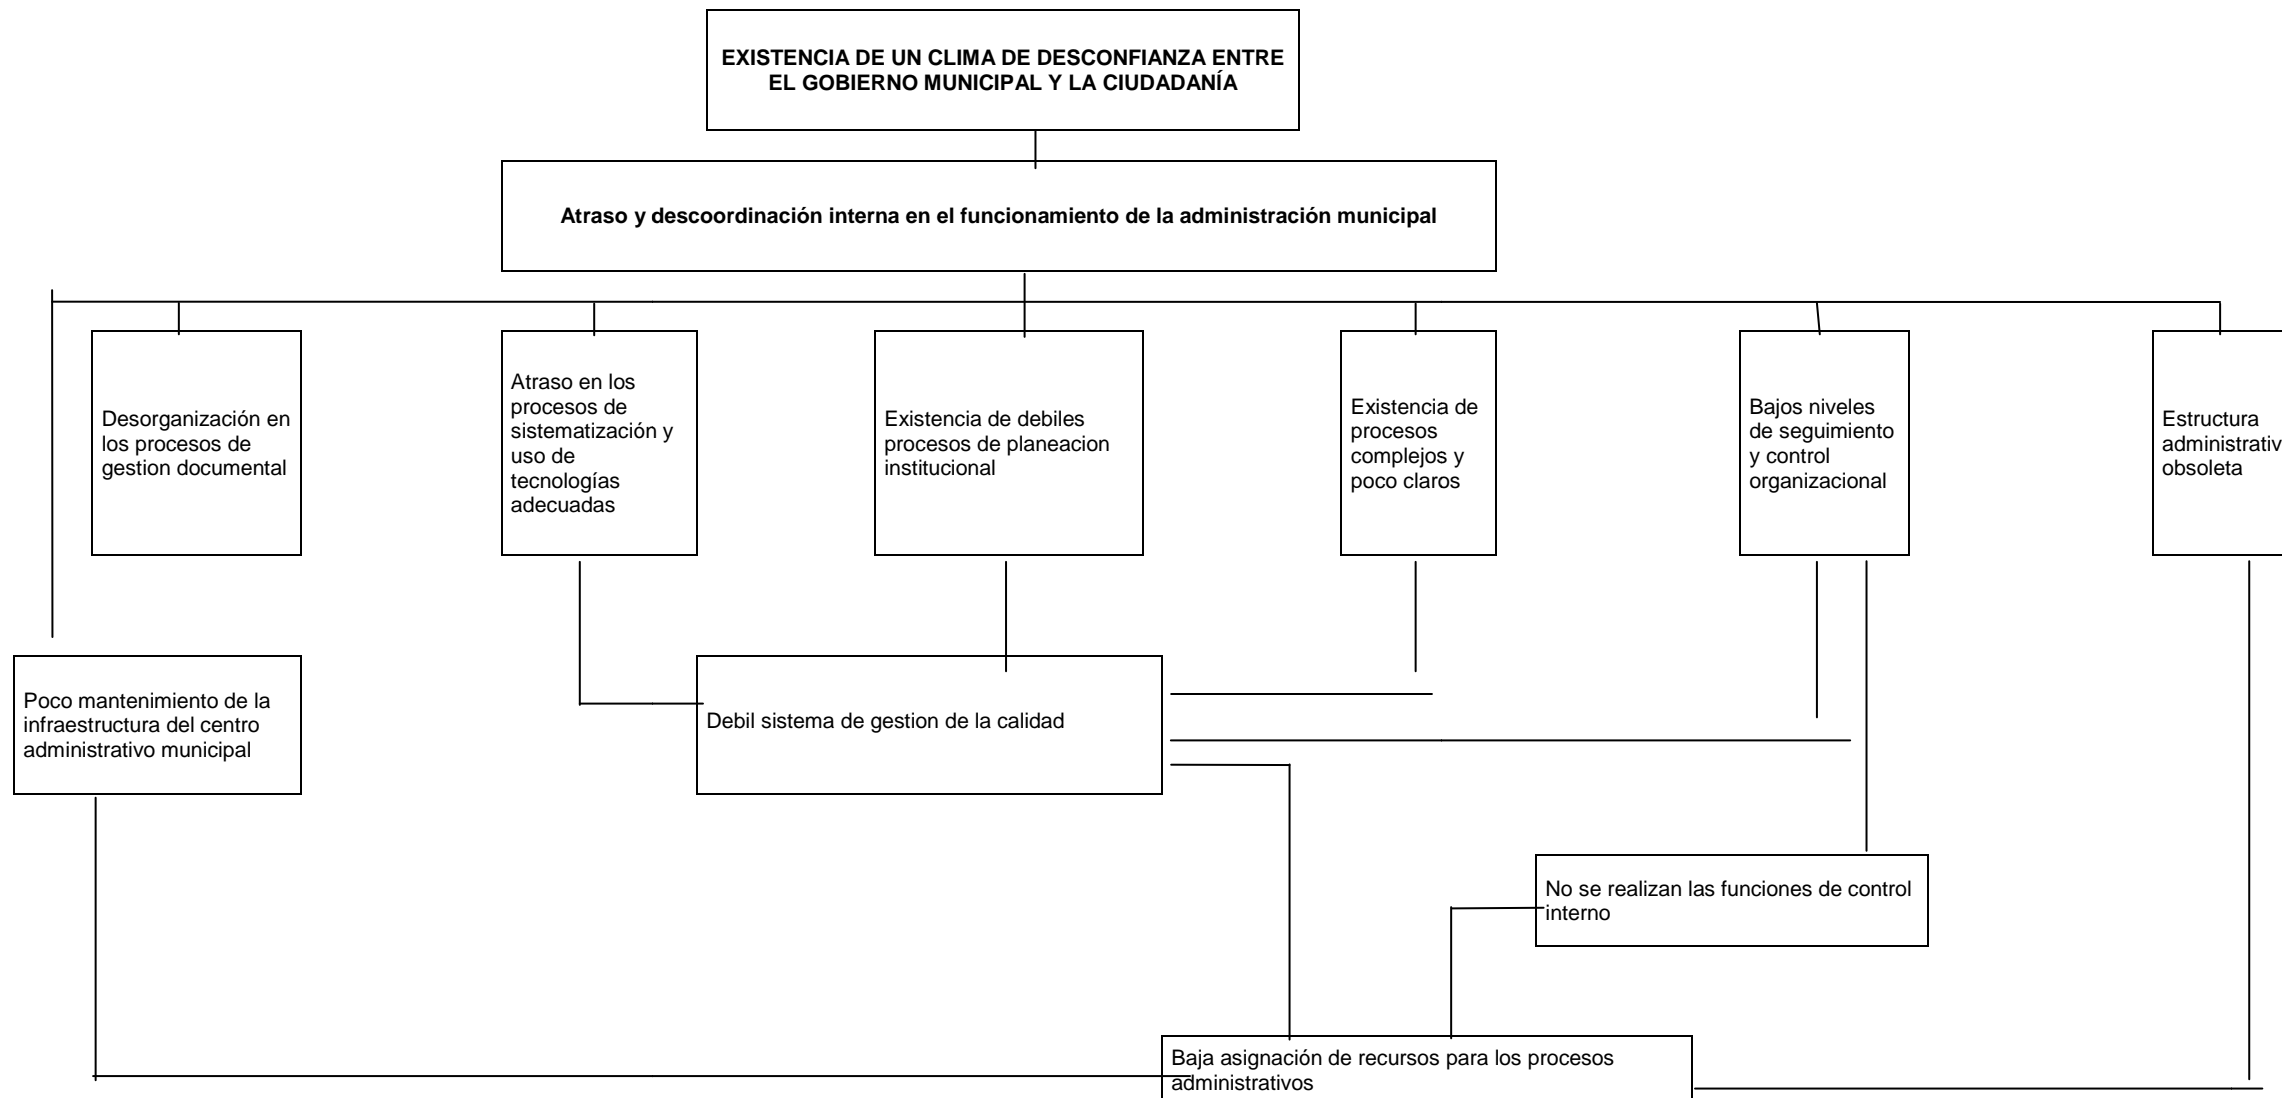 EXISTENCIA DE UN CLIMA DE DESCONFIANZA ENTRE
EL GOBIERNO MUNICIPAL Y LA CIUDADANÍA
Atraso y descoordinación interna en el funcionamiento de la administración municipal
Desorganización en
los procesos de
gestion documental
Atraso en los
procesos de
sistematización y
uso de
tecnologías
adecuadas
Existencia de debiles
procesos de planeacion
institucional
Existencia de
procesos
complejos y
poco claros
Bajos niveles
de seguimiento
y control
organizacional
Estructura
administrativ
obsoleta
Poco mantenimiento de la
infraestructura del centro
administrativo municipal
Debil sistema de gestion de la calidad
No se realizan las funciones de control
interno
Baja asignación de recursos para los procesos
administrativos